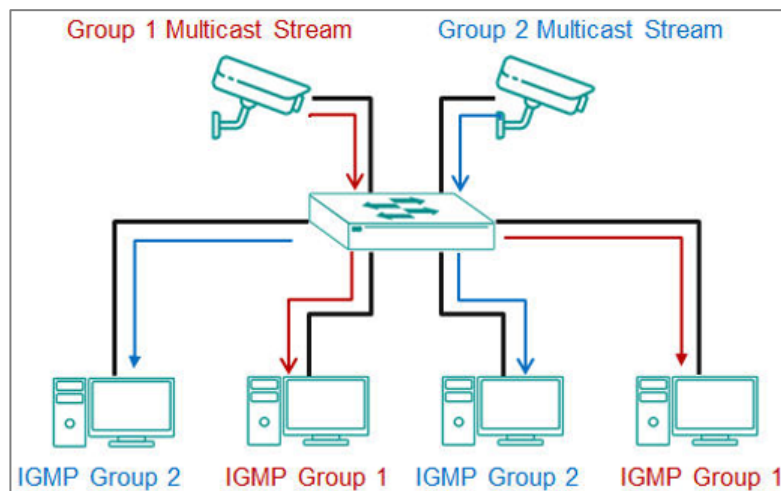 Group 1 Multicast Stream
Group 2 Multicast Stream
IGMP Group 2
IGMP Group 1
IGMP Group 2
IGMP Group 1